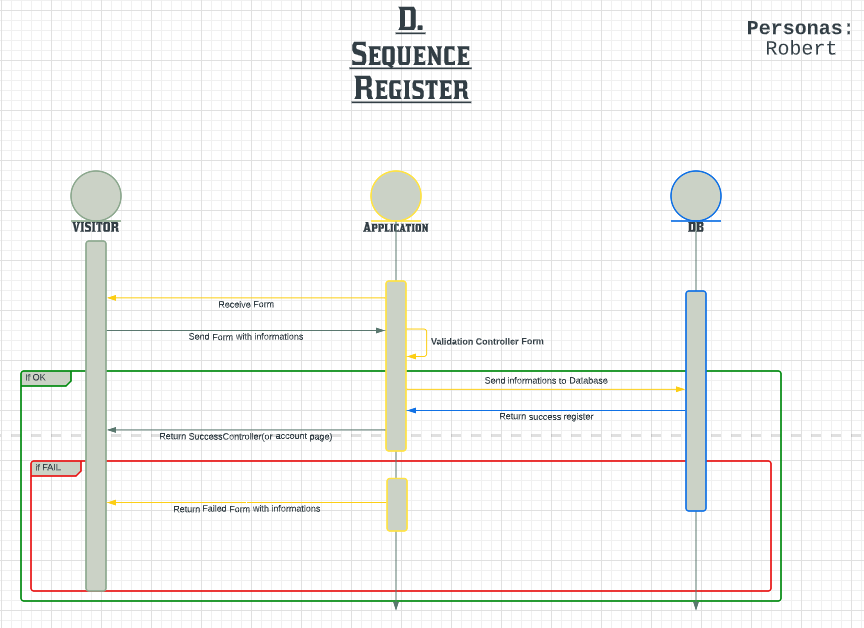 D.
Sequence
Register
Personas:
Robert
VISITOR
Application
DB
Receive Form
Send Form with informations
Validation Controller Form
if OK
Send informations to Database
Return success register
Return SuccessController(or account page)
if FAIL
Return Failed Form with informations